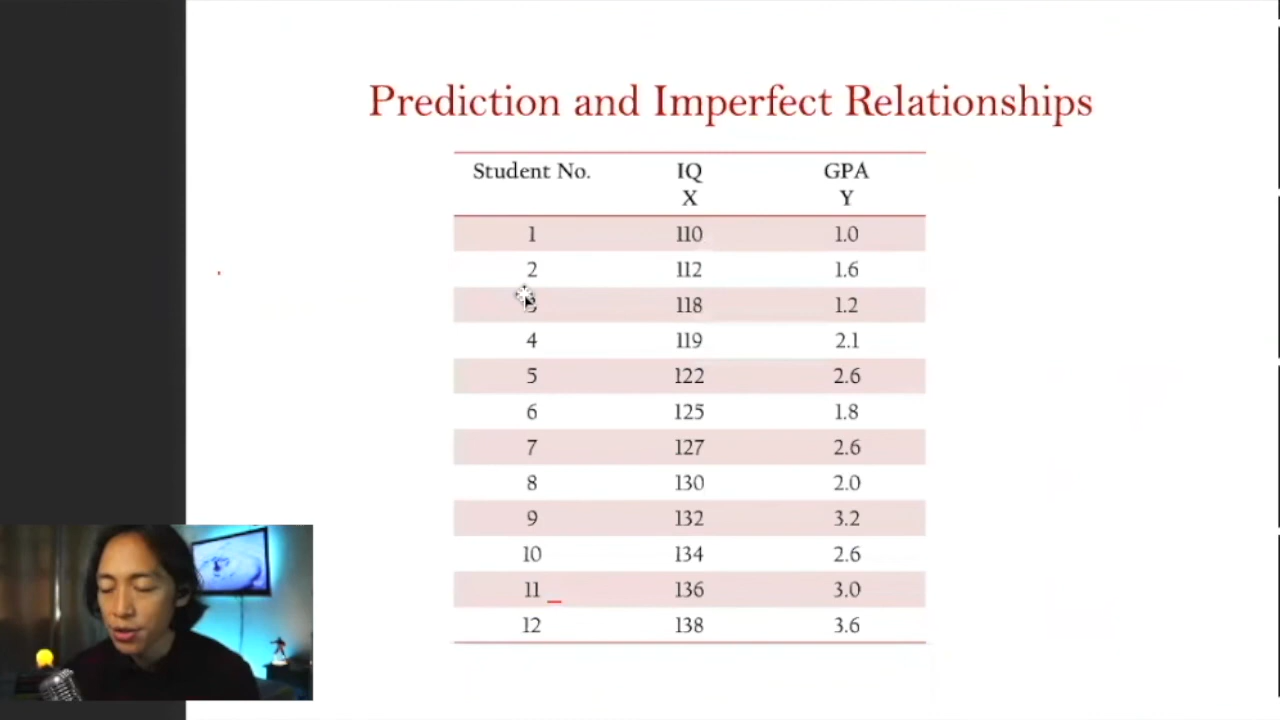 Prediction and Imperfect Relationships
Student No. IQ GPA
X Y
1 110 1.0
2 112 1.6
3 118 1.2
4 119 2.1
5 122 2.6
6 125 1.8
7 127 2.6
8 130 2.0
9 132 3.2
10 134 2.6
11 136 3.0
12 138 3.6